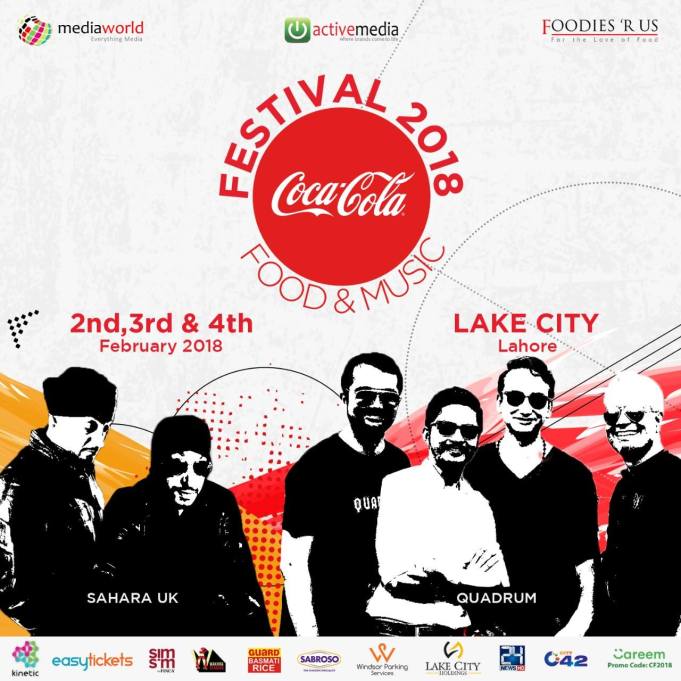 mediaworld
Everything Media
activemedia
where brands come to life
FOODIES 'R US
For the Love of Food
FESTIVAL 2018
Coca-Cola
FOOD & MUSIC
2nd,3rd & 4th
February 2018
LAKE CITY
Lahore
QUA
SAHARA UK
QUADRUM
kinetic
easytickets
GUARD
BASMATI
RICE
SABROSO
Windsor Parking
Services
LAKE CITY
HOLDINGS
24
NEWS HD
CITY
42
Careem
Promo Code:CF2018